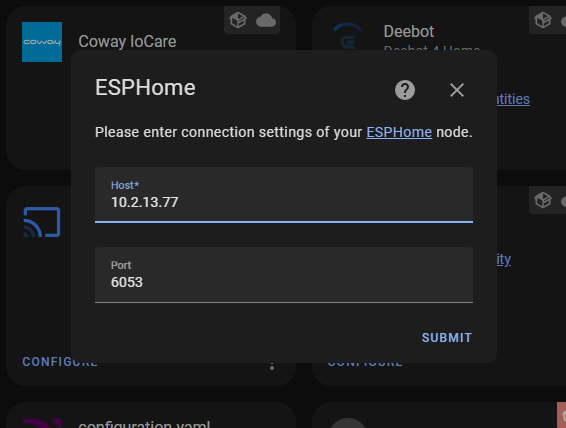 coway
Coway IoCare
Deebot
Deebot 4 Home
ESPHome
ntities
Please enter connection settings of your ESPHome node.
Host*
10.2.13.77
Port
6053
ity
SUBMIT
CONFIGURE
CONFIGURE
configuration.yaml